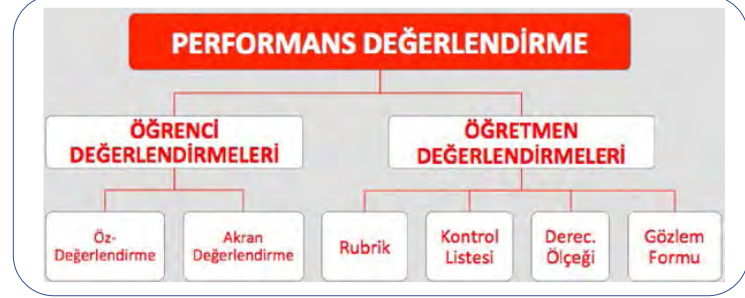 PERFORMANS DEĞERLENDİRME
ÖĞRENCİ
DEĞERLENDİRMELERİ
ÖĞRETMEN
DEĞERLENDİRMELERİ
Öz-
Değerlendirme
Akran
Değerlendirme
Rubrik
Kontrol
Listesi
Derec.
Ölçeği
Gözlem
Formu